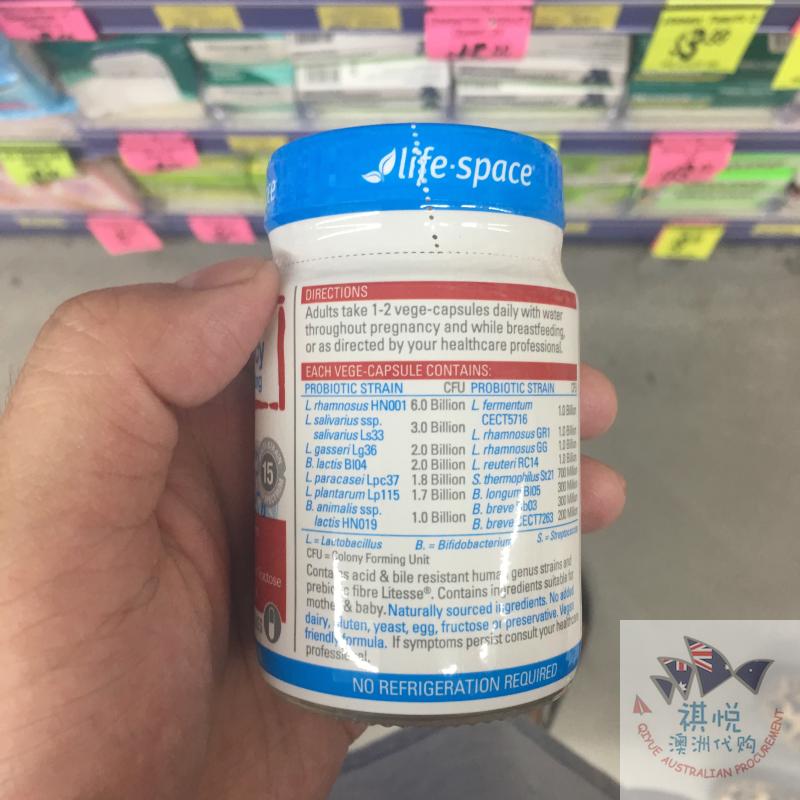 life·space
DIRECTIONS
Adults take 1-2 vege-capsules daily with water
throughout pregnancy and while breastfeeding,
or as directed by your healthcare professional.
EACH VEGE-CAPSULE CONTAINS:
PROBIOTIC STRAIN CFU PROBIOTIC STRAIN
L. rhamnosus HN001 6.0 Billion
L. salivarius ssp.
salivarius Ls33 3.0 Billion
L. gasseri Lg36 2.0 Billion
B. lactis Bl04 2.0 Billion
L. paracasei Lpc37 1.8 Billion
L. plantarum Lp115 1.7 Billion
B. animalis ssp.
lactis HN019 1.0 Billion
L. fermentum
CECT5716 1.0 Billion
L. rhamnosus GR1 1.0 Billion
L. rhamnosus GG 1.0 Billion
L. reuteri RC14 1.0 Billion
S. thermophilus St21 700 Million
B. longum Bl05 300 Million
B. breve Bb03 300 Million
B. breve CECT7263 200 Million
L. = Lactobacillus B. = Bifidobacterium S. = Streptococcus
CFU = Colony Forming Unit
Contains acid & bile resistant human genus strains and
prebiotic fibre Litesse®. Contains ingredients suitable for
mother & baby. Naturally sourced ingredients. No added
dairy, gluten, yeast, egg, fructose or preservative. Vegan
friendly formula. If symptoms persist consult your healthcare
professional.
NO REFRIGERATION REQUIRED
15
祺悦
澳洲代购
QIYUE AUSTRALIAN PROCUREMENT